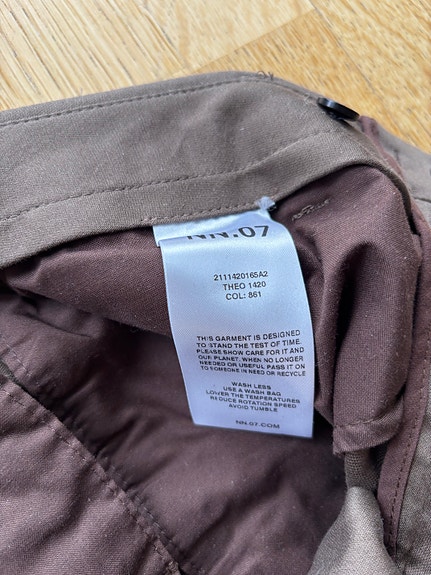 NN.07
2111420165A2
THEO 1420
COL: 861
THIS GARMENT IS DESIGNED
TO STAND THE TEST OF TIME.
PLEASE SHOW CARE FOR IT AND
OUR PLANET. WHEN NO LONGER
NEEDED OR USEFUL PASS IT ON
TO SOMEONE IN NEED OR RECYCLE
WASH LESS
USE A WASH BAG
LOWER THE TEMPERATURES
REDUCE ROTATION SPEED
AVOID TUMBLE
NN.07.COM